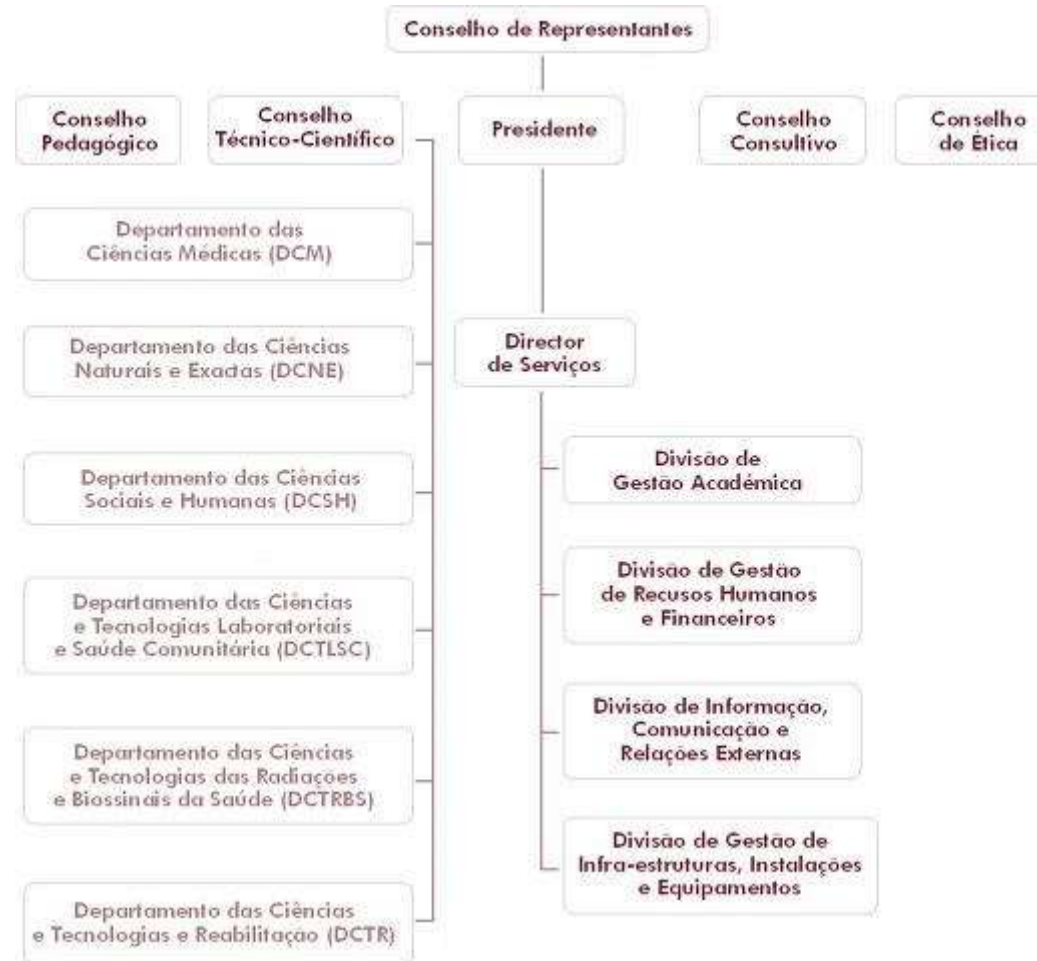 Conselho de Representantes
Conselho
Pedagógico
Conselho
Técnico-Científico
Presidente
Conselho
Consultivo
Conselho
de Ética
Departamento das
Ciências Médicas (DCM)
Departamento das Ciências
Naturais e Exactas (DCNE)
Departamento das Ciências
Sociais e Humanas (DCSH)
Departamento das Ciências
e Tecnologias Laboratoriais
e Saúde Comunitária (DCTLSC)
Departamento das Ciências
e Tecnologias das Radiações
e Biossinais da Saúde (DCTRBS)
Departamento das Ciências
e Tecnologias e Reabilitação (DCTR)
Director
de Serviços
Divisão de
Gestão Académica
Divisão de Gestão
de Recusos Humanos
e Financeiros
Divisão de Informação,
Comunicação e
Relações Externas
Divisão de Gestão de
Infra-estruturas, Instalações
e Equipamentos